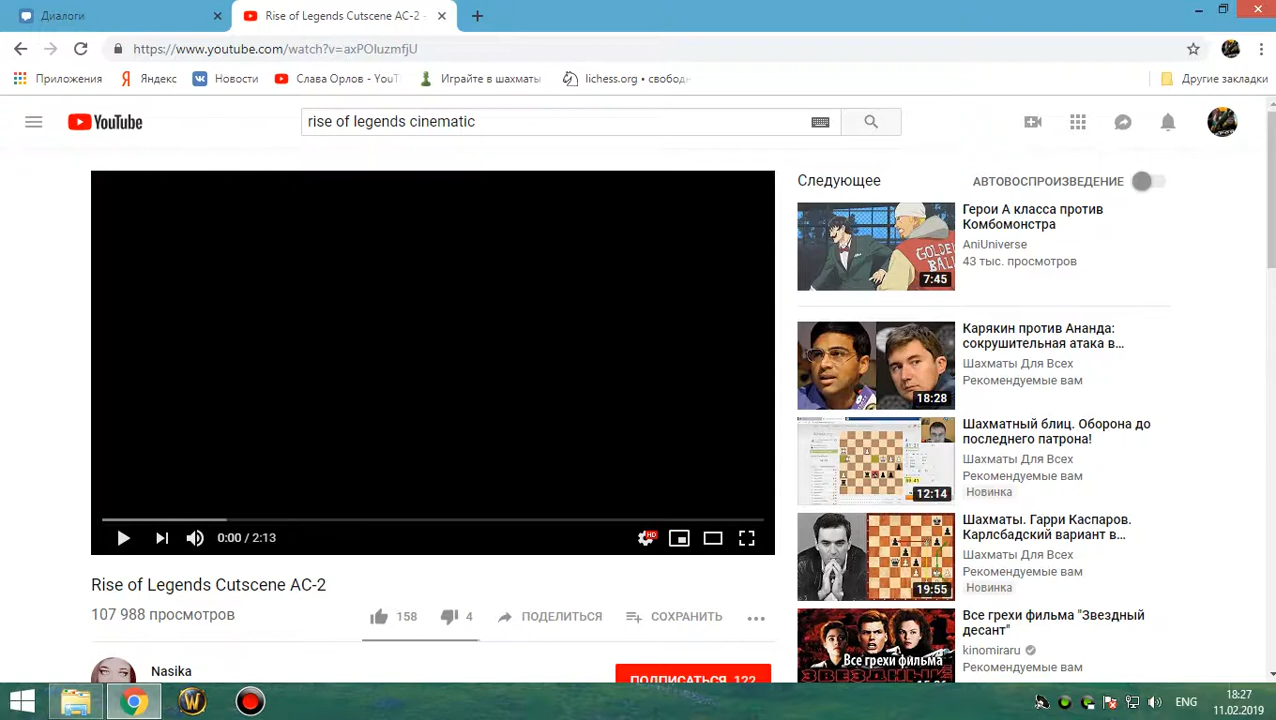 Диалоги
Rise of Legends Cutscene AC-2 -
https://www.youtube.com/watch?v=axPOIuzmfjU
Приложения
Яндекс
Новости
Слава Орлов - YouT
Играйте в шахматы
lichess.org • свобод
Другие закладки
YouTube
rise of legends cinematic
Следующее
АВТОВОСПРОИЗВЕДЕНИЕ
Герои А класса против
Комбомонстра
AniUniverse
43 тыс. просмотров
GOLDEN
BALL
7:45
Карякин против Ананда:
сокрушительная атака в...
Шахматы Для Всех
Рекомендуемые вам
18:28
Шахматный блиц. Оборона до
последнего патрона!
Шахматы Для Всех
Рекомендуемые вам
Новинка
12:14
Шахматы. Гарри Каспаров.
Карлсбадский вариант в...
Шахматы Для Всех
Рекомендуемые вам
Новинка
19:55
Все грехи фильма "Звездный
десант"
kinomiraru
Рекомендуемые вам
Все грехи фильма
0:00 / 2:13
HD
Rise of Legends Cutscene AC-2
107 988 просмотров
158
4
ПОДЕЛИТЬСЯ
СОХРАНИТЬ
Nasika
ПОДПИСАТЬСЯ 122
ENG
18:27
11.02.2019